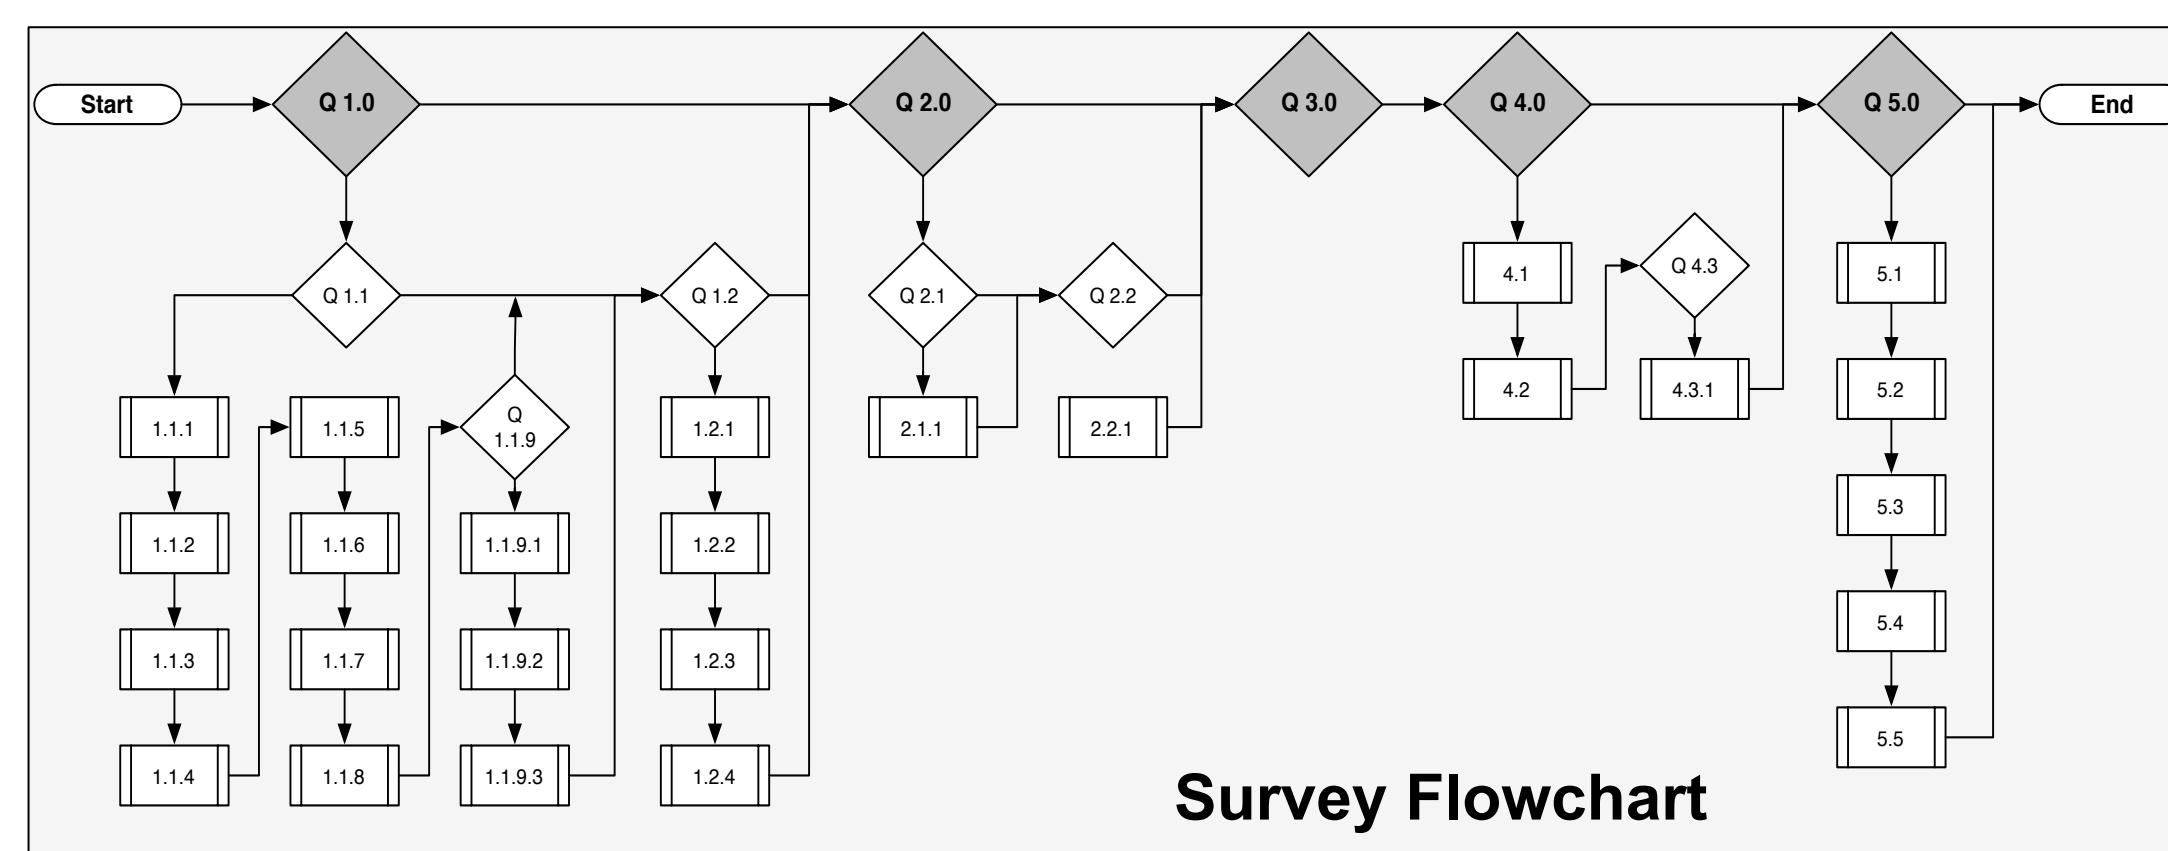 Start
Q 1.0
Q 2.0
Q 3.0
Q 4.0
Q 5.0
End
Q 1.1
Q 1.2
Q 2.1
Q 2.2
4.1
Q 4.3
5.1
1.1.1
1.1.5
Q
1.1.9
1.2.1
2.1.1
2.2.1
4.2
4.3.1
5.2
1.1.2
1.1.6
1.1.9.1
1.2.2
5.3
1.1.3
1.1.7
1.1.9.2
1.2.3
5.4
1.1.4
1.1.8
1.1.9.3
1.2.4
5.5
Survey Flowchart